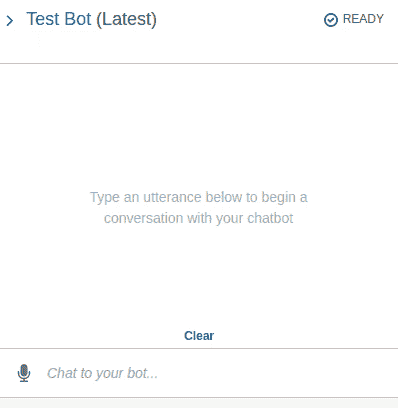 Test Bot (Latest)
READY
Type an utterance below to begin a
conversation with your chatbot
Clear
Chat to your bot...